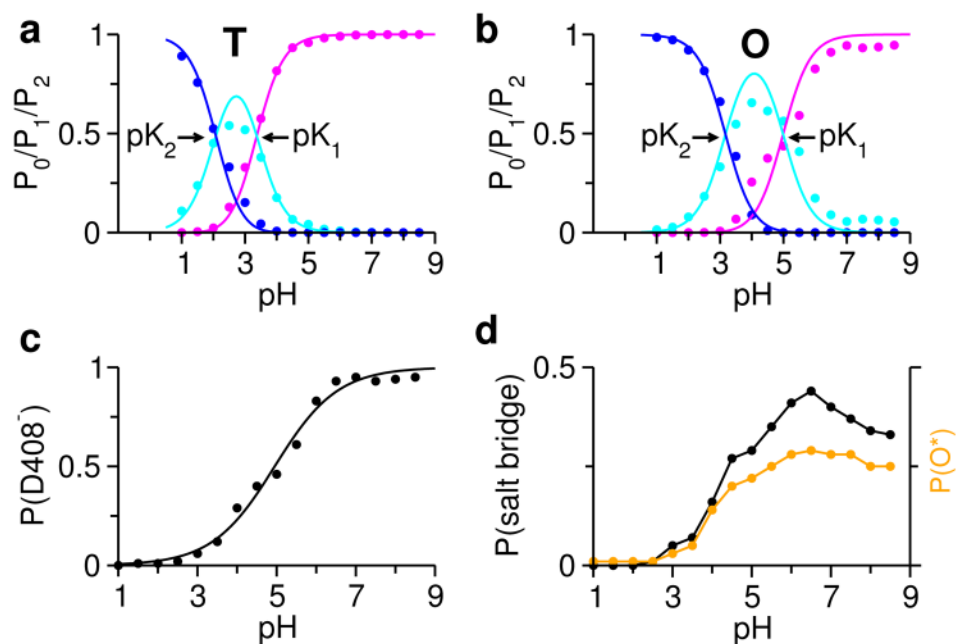 a
T
P₀/P₁/P₂
1
0.5
0
pK₂
pK₁
1 3 5 7 9
pH
b
O
P₀/P₁/P₂
1
0.5
0
pK₂
pK₁
1 3 5 7 9
pH
c
P(D408⁻)
1
0.5
0
1 3 5 7 9
pH
d
P(salt bridge)
0.5
0
P(O*)
1 3 5 7 9
pH